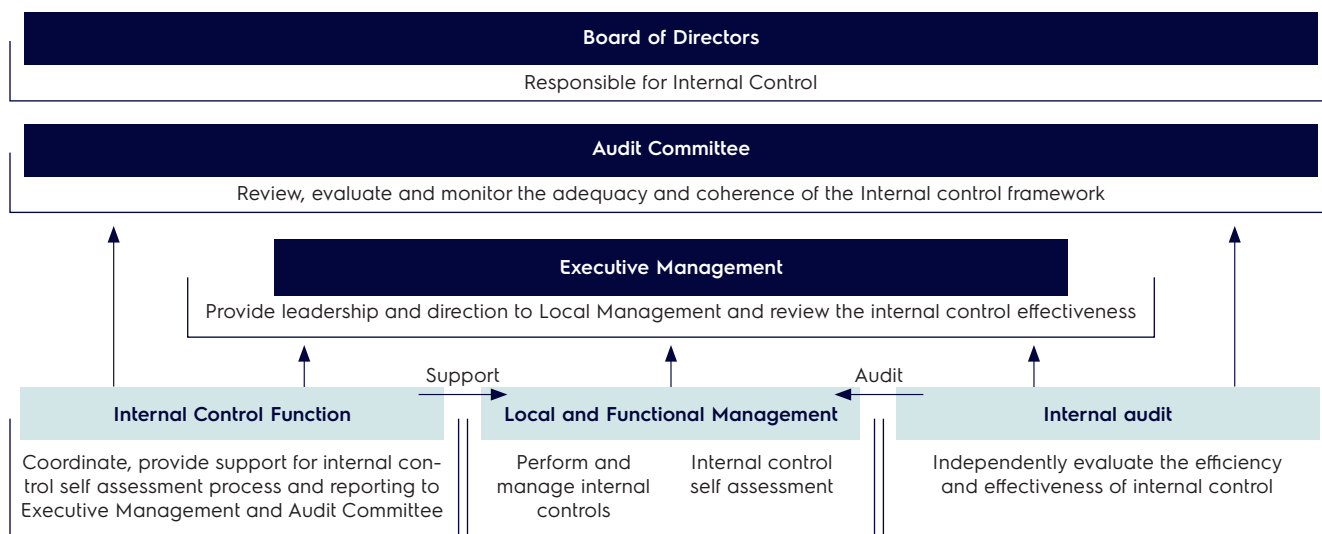 Board of Directors
Responsible for Internal Control
Audit Committee
Review, evaluate and monitor the adequacy and coherence of the Internal control framework
Executive Management
Provide leadership and direction to Local Management and review the internal control effectiveness
Support
Audit
Internal Control Function
Coordinate, provide support for internal con-
trol self assessment process and reporting to
Executive Management and Audit Committee
Local and Functional Management
Perform and
manage internal
controls
Internal control
self assessment
Internal audit
Independently evaluate the efficiency
and effectiveness of internal control